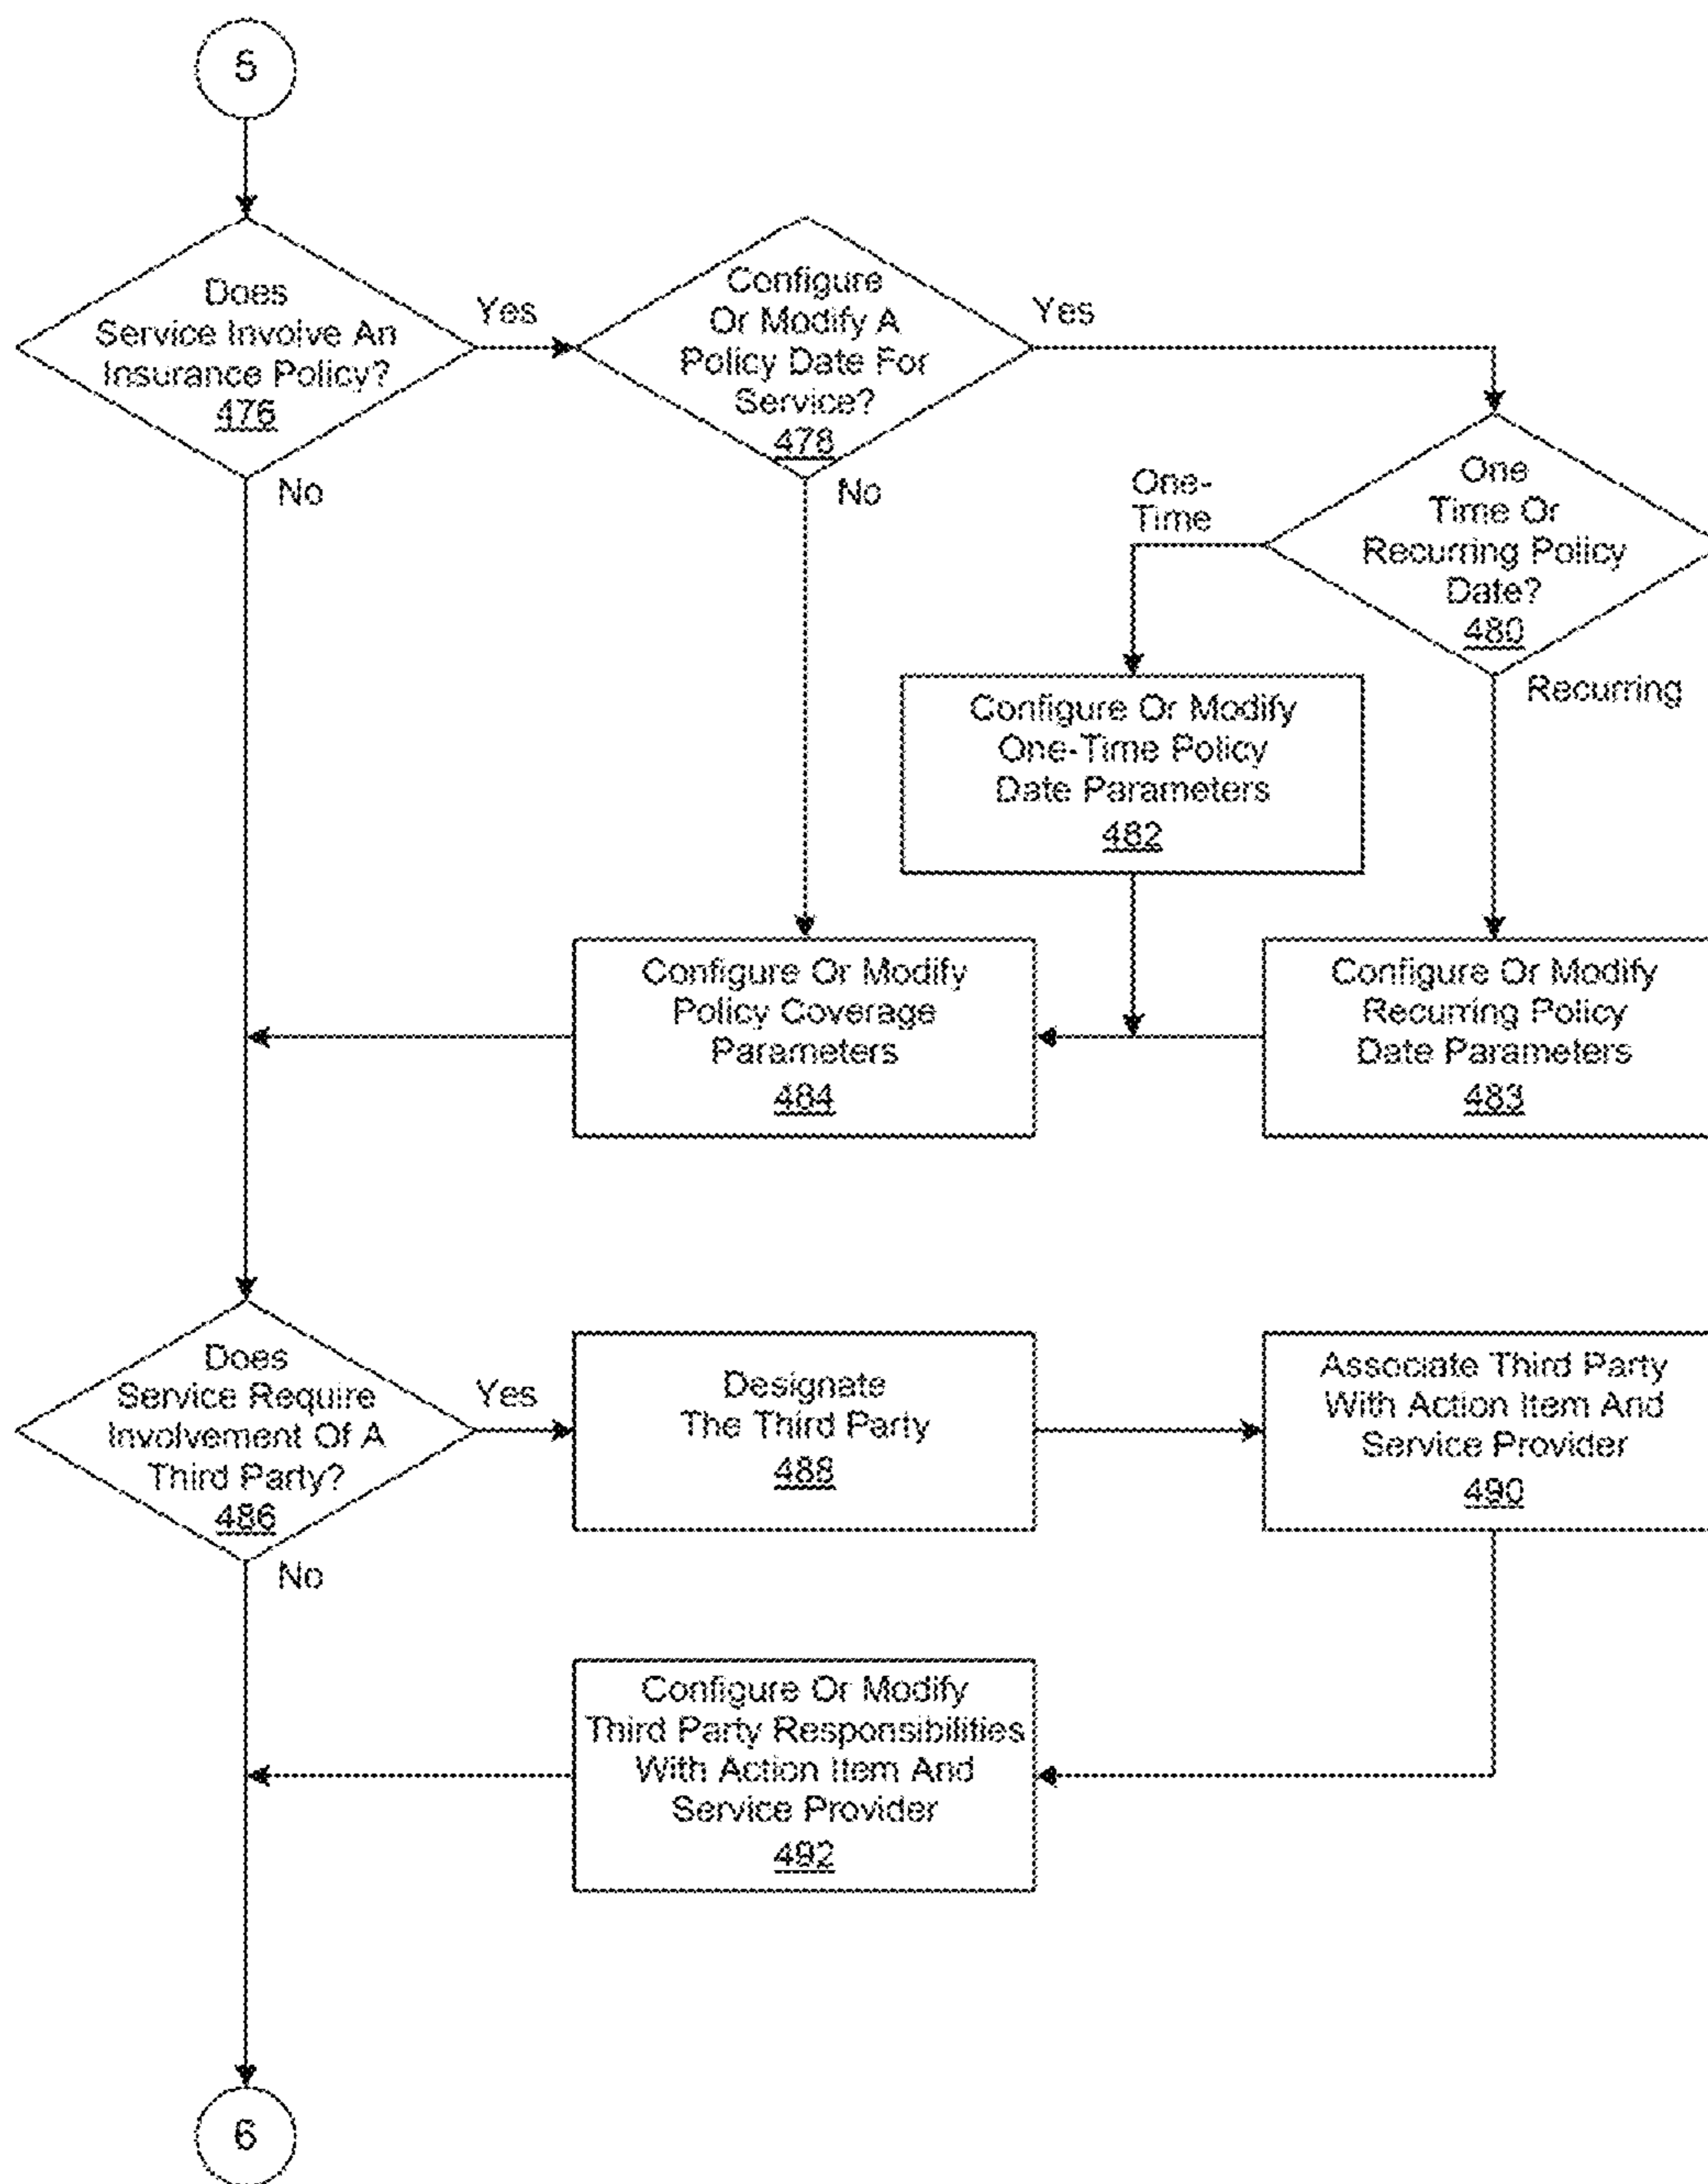 5
Does
Service Involve An
Insurance Policy?
476
Yes
No
Configure
Or Modify A
Policy Date For
Service?
478
Yes
No
One
Time Or
Recurring Policy
Date?
480
One-
Time
Recurring
Configure Or Modify
One-Time Policy
Date Parameters
482
Configure Or Modify
Policy Coverage
Parameters
484
Configure Or Modify
Recurring Policy
Date Parameters
483
Does
Service Require
Involvement Of A
Third Party?
486
Yes
No
Designate
The Third Party
488
Associate Third Party
With Action Item And
Service Provider
490
Configure Or Modify
Third Party Responsibilities
With Action Item And
Service Provider
492
6